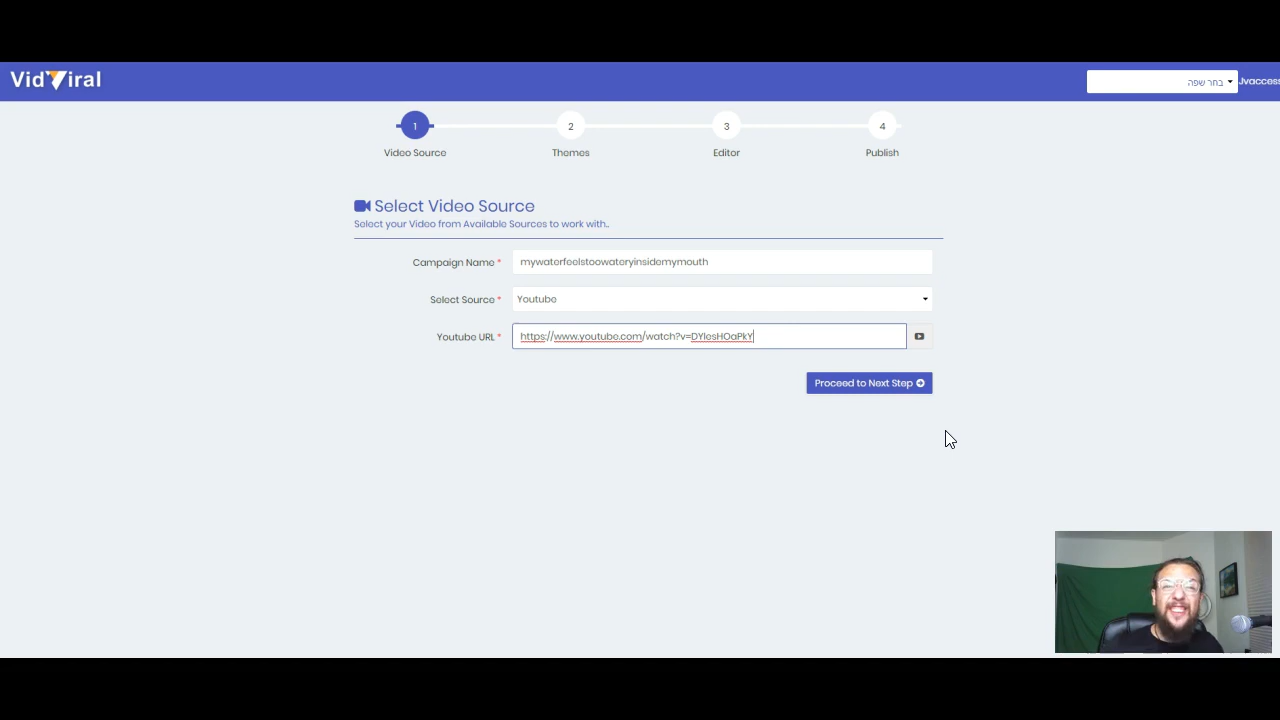 VidViral
בחר שפה
Jvaccess
1
2
3
4
Video Source
Themes
Editor
Publish
Select Video Source
Select your Video from Available Sources to work with..
Campaign Name *
mywaterfeelstoowateryinsidemymouth
Select Source *
Youtube
Youtube URL *
https://www.youtube.com/watch?v=DYlesHOaPkY
Proceed to Next Step